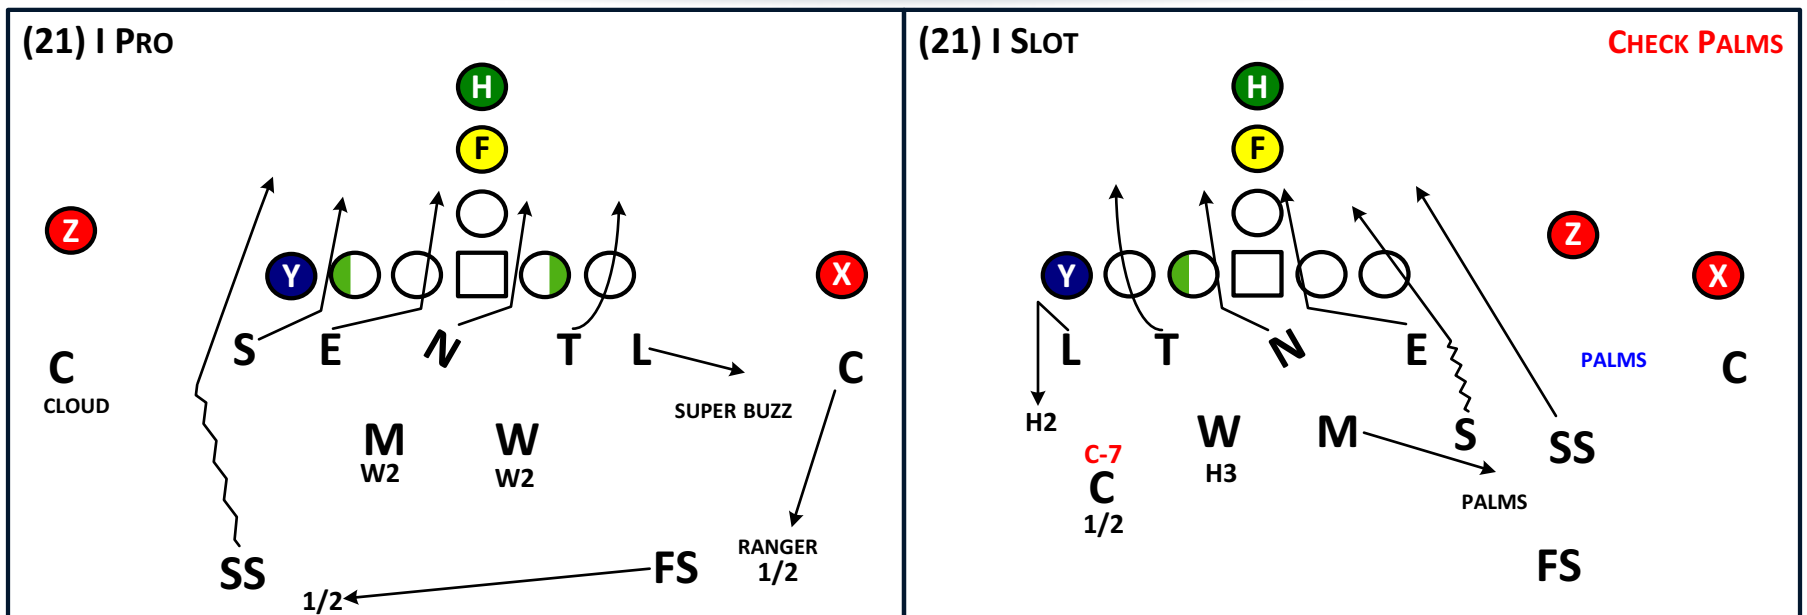 (21) I PRO
H
F
Z
Y
X
S E N T L
C
C
CLOUD
SUPER BUZZ
M W
W2 W2
RANGER
SS
FS
1/2
1/2
(21) I SLOT
CHECK PALMS
H
F
Z
Y
X
L T N E
PALMS
C
H2
W M S SS
C-7
H3
C
PALMS
1/2
FS